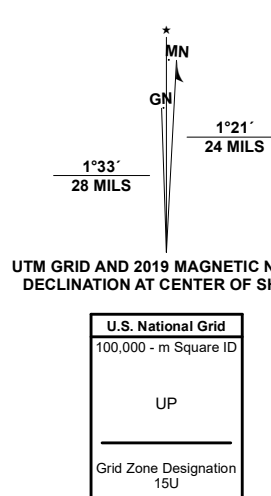 ★
MN
GN
1°21´
24 MILS
1°33´
28 MILS
UTM GRID AND 2019 MAGNETIC N
DECLINATION AT CENTER OF SH
U.S. National Grid
100,000 - m Square ID
UP
Grid Zone Designation
15U